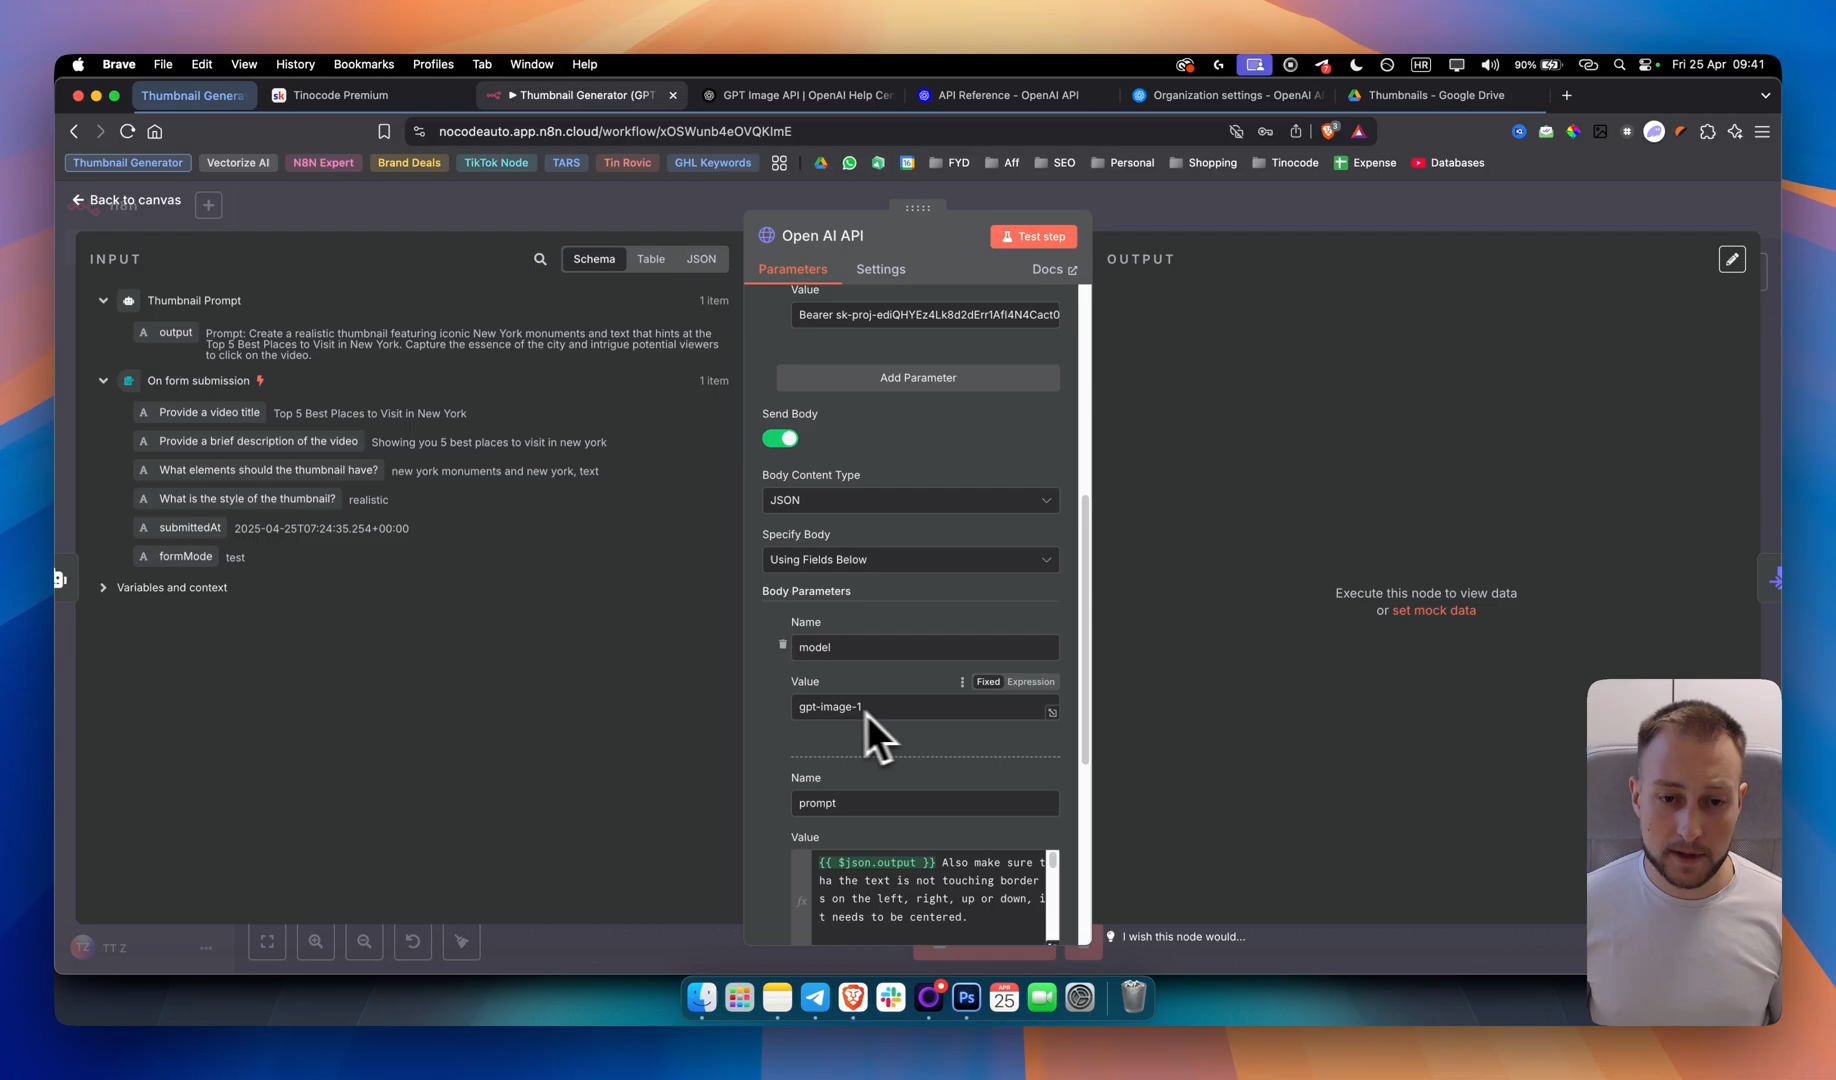 Brave File Edit View History Bookmarks Profiles Tab Window Help
HR 90% Fri 25 Apr 09:41
Thumbnail Genera
Tinocode Premium
Thumbnail Generator (GPT
GPT Image API | OpenAI Help Cen
API Reference - OpenAI API
Organization settings - OpenAI A
Thumbnails - Google Drive
nocodeauto.app.n8n.cloud/workflow/xOSWunb4eOVQKImE
Thumbnail Generator Vectorize AI N8N Expert Brand Deals TikTok Node TARS Tin Rovic GHL Keywords FYD Aff SEO Personal Shopping Tinocode Expense Databases
Back to canvas
n8n
INPUT
Schema Table JSON
Thumbnail Prompt 1 item
A output Prompt: Create a realistic thumbnail featuring iconic New York monuments and text that hints at the
Top 5 Best Places to Visit in New York. Capture the essence of the city and intrigue potential viewers
to click on the video.
On form submission 1 item
A Provide a video title Top 5 Best Places to Visit in New York
A Provide a brief description of the video Showing you 5 best places to visit in new york
A What elements should the thumbnail have? new york monuments and new york, text
A What is the style of the thumbnail? realistic
A submittedAt 2025-04-25T07:24:35.254+00:00
A formMode test
Variables and context
TZ TT Z
Open AI API
Test step
Parameters Settings Docs
Value
Add Parameter
Send Body
Body Content Type
JSON
Specify Body
Using Fields Below
Body Parameters
Name
model
Value
Fixed Expression
gpt-image-1
Name
prompt
Value
{{ $json.output }} Also make sure t
ha the text is not touching border
s on the left, right, up or down, i
t needs to be centered.
fx
OUTPUT
Execute this node to view data
or set mock data
I wish this node would...
APR
25
Ps